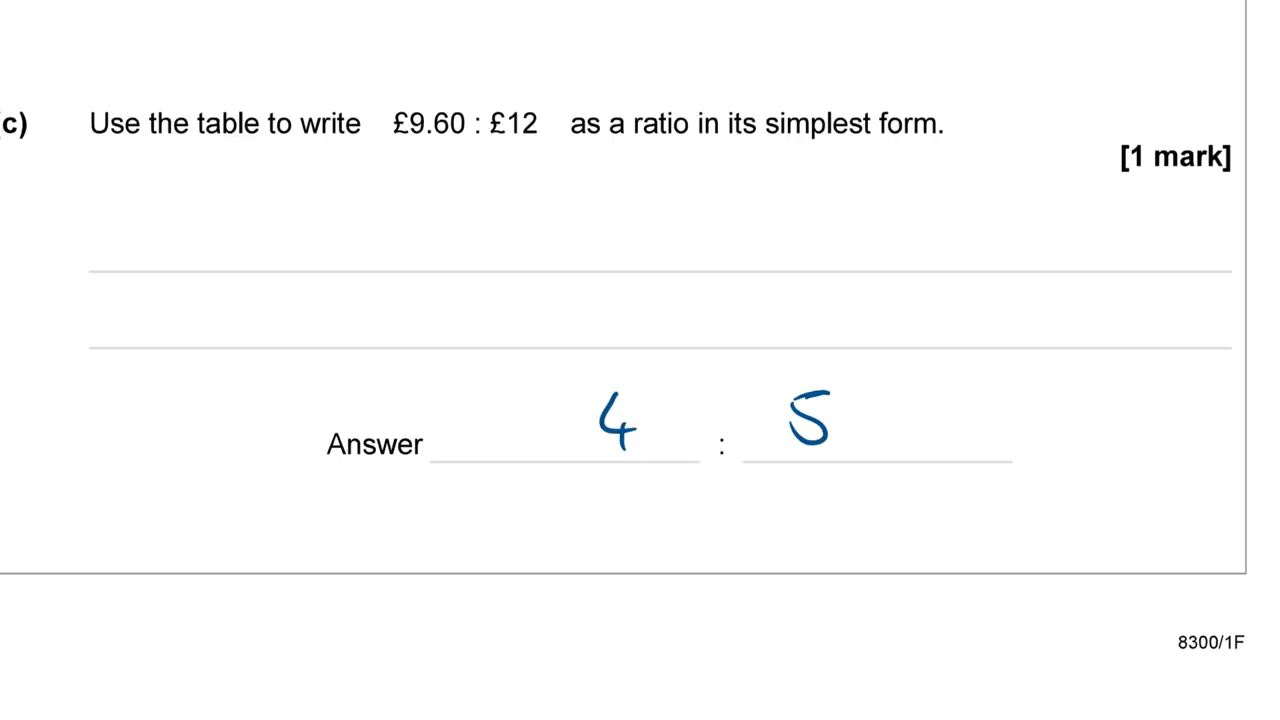 c) Use the table to write £9.60 : £12 as a ratio in its simplest form.
[1 mark]
Answer 4 : 5
8300/1F